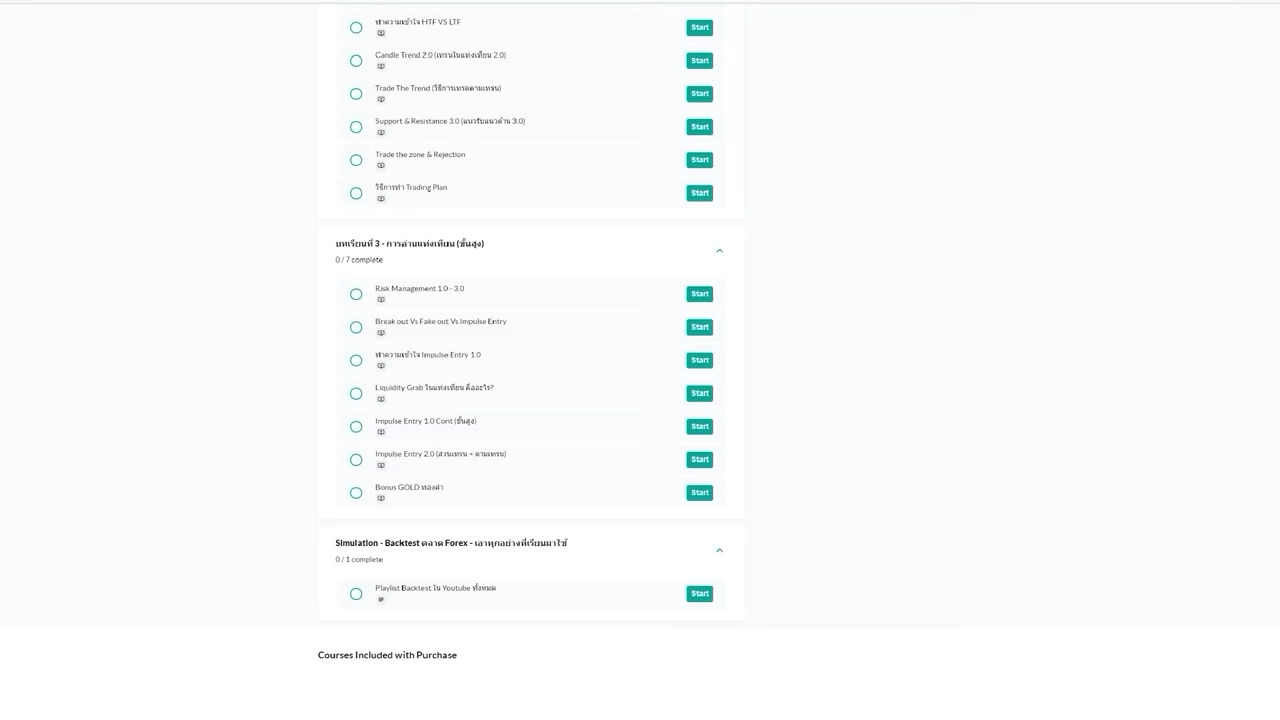 ทำความเข้าใจ HTF VS LTF
Start
Candle Trend 2.0 (เทรนในแท่งเทียน 2.0)
Start
Trade The Trend (วิธีการเทรดตามเทรน)
Start
Support & Resistance 3.0 (แนวรับแนวต้าน 3.0)
Start
Trade the zone & Rejection
Start
วิธีการทำ Trading Plan
Start
บทเรียนที่ 3 - การอ่านแท่งเทียน (ขั้นสูง)
0 / 7 complete
Risk Management 1.0 - 3.0
Start
Break out Vs Fake out Vs Impulse Entry
Start
ทำความเข้าใจ Impulse Entry 1.0
Start
Liquidity Grab ในแท่งเทียน คืออะไร?
Start
Impulse Entry 1.0 Cont (ขั้นสูง)
Start
Impulse Entry 2.0 (สวนเทรน + ตามเทรน)
Start
Bonus GOLD ทองคำ
Start
Simulation - Backtest ตลาด Forex - เอาทุกอย่างที่เรียนมาใช้
0 / 1 complete
Playlist Backtest ใน Youtube ทั้งหมด
Start
Courses Included with Purchase